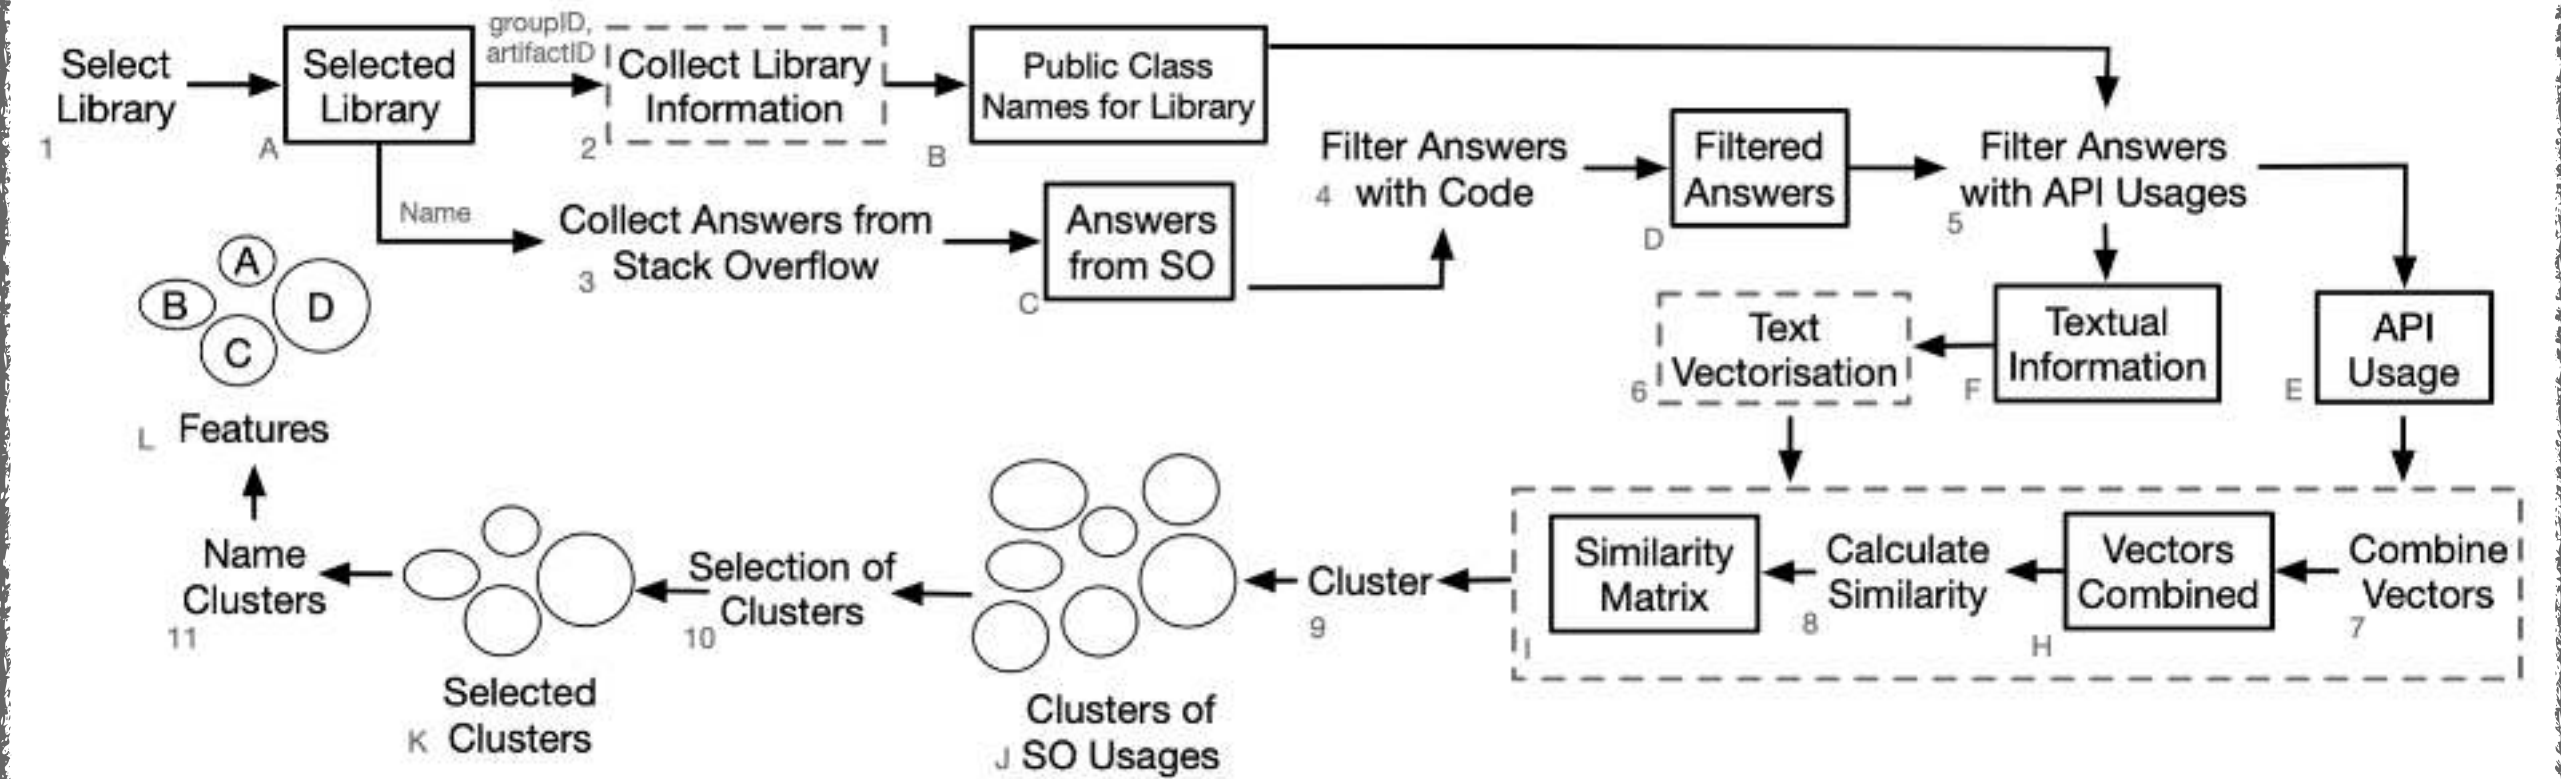 Select
Library
1
Selected
Library
A
groupID,
artifactID
Collect Library
Information
2
Public Class
Names for Library
B
Name
Collect Answers from
Stack Overflow
3
Answers
from SO
C
Filter Answers
with Code
4
Filtered
Answers
D
Filter Answers
with API Usages
5
API
Usage
E
Textual
Information
F
Text
Vectorisation
6
Combine
Vectors
7
Vectors
Combined
H
Calculate
Similarity
8
Similarity
Matrix
I
Cluster
9
Clusters of
SO Usages
J
Selection of
Clusters
10
Selected
Clusters
K
Name
Clusters
11
Features
L
A
B
C
D